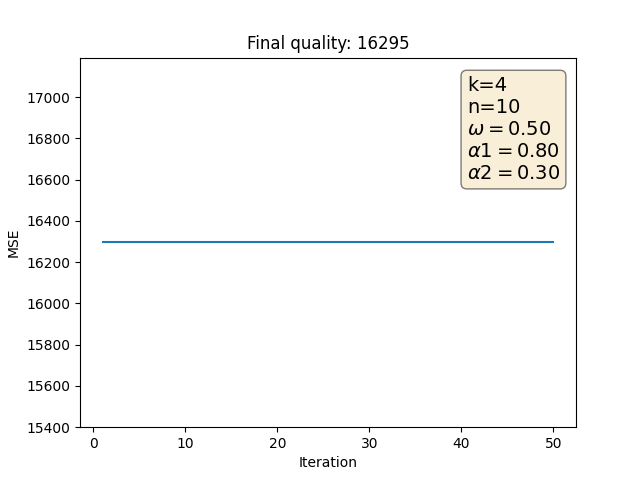 Final quality: 16295
k=4
n=10
ω = 0.50
α1 = 0.80
α2 = 0.30
17000
16800
16600
16400
16200
16000
15800
15600
15400
MSE
0 10 20 30 40 50
Iteration